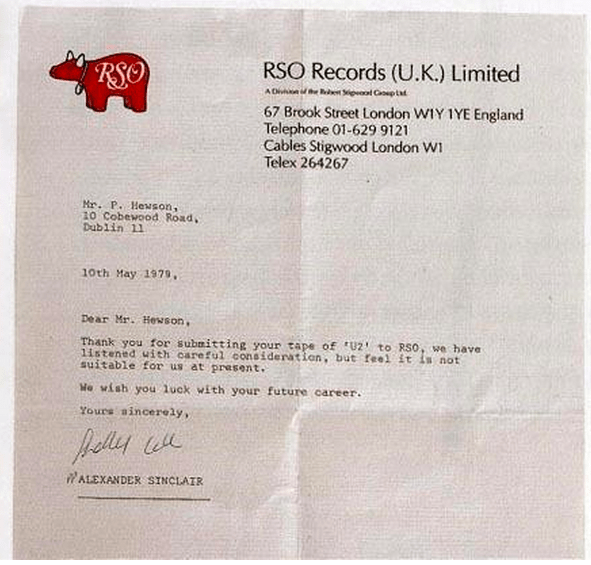 RSO
RSO Records (U.K.) Limited
A Division of the Robert Stigwood Group Ltd.
67 Brook Street London W1Y 1YE England
Telephone 01-629 9121
Cables Stigwood London W1
Telex 264267
Mr. P. Hewson,
10 Cobewood Road,
Dublin 11
10th May 1979,
Dear Mr. Hewson,
Thank you for submitting your tape of 'U2' to RSO, we have
listened with careful consideration, but feel it is not
suitable for us at present.
We wish you luck with your future career.
Yours sincerely,
ALEXANDER SINCLAIR